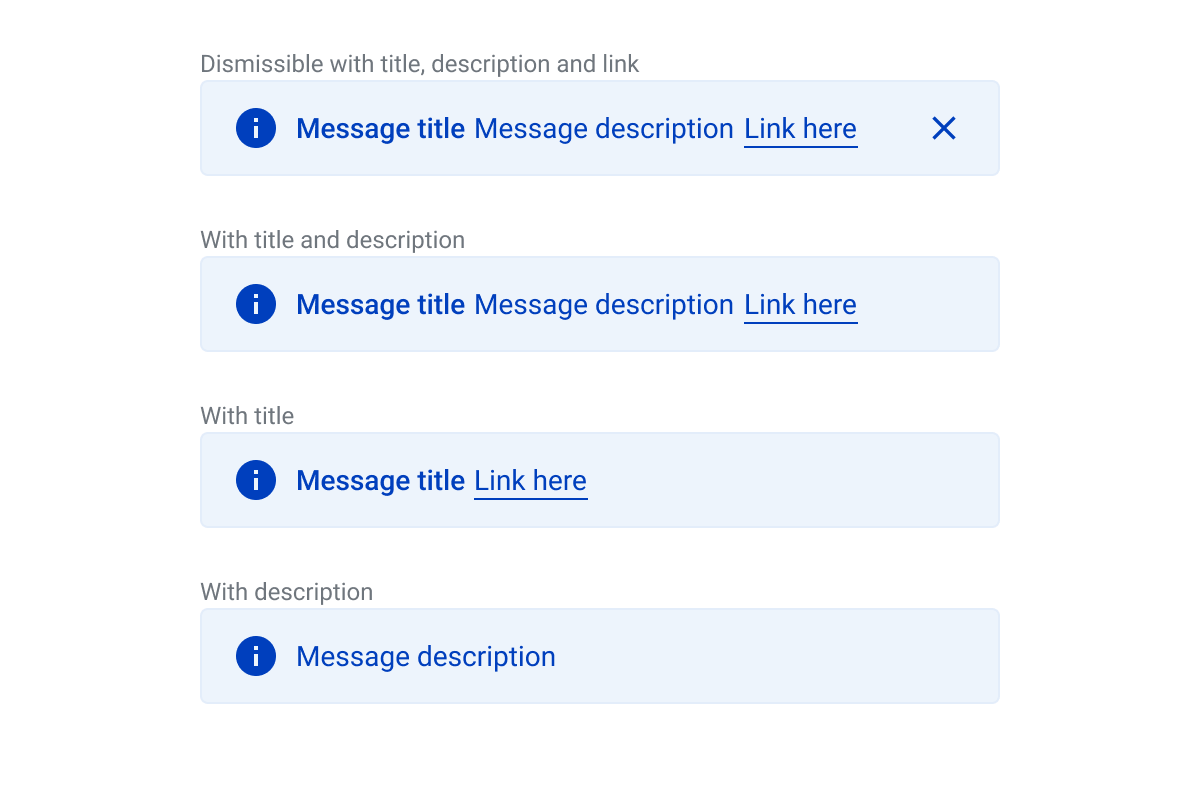 Dismissible with title, description and link
Message title Message description Link here
With title and description
Message title Message description Link here
With title
Message title Link here
With description
Message description